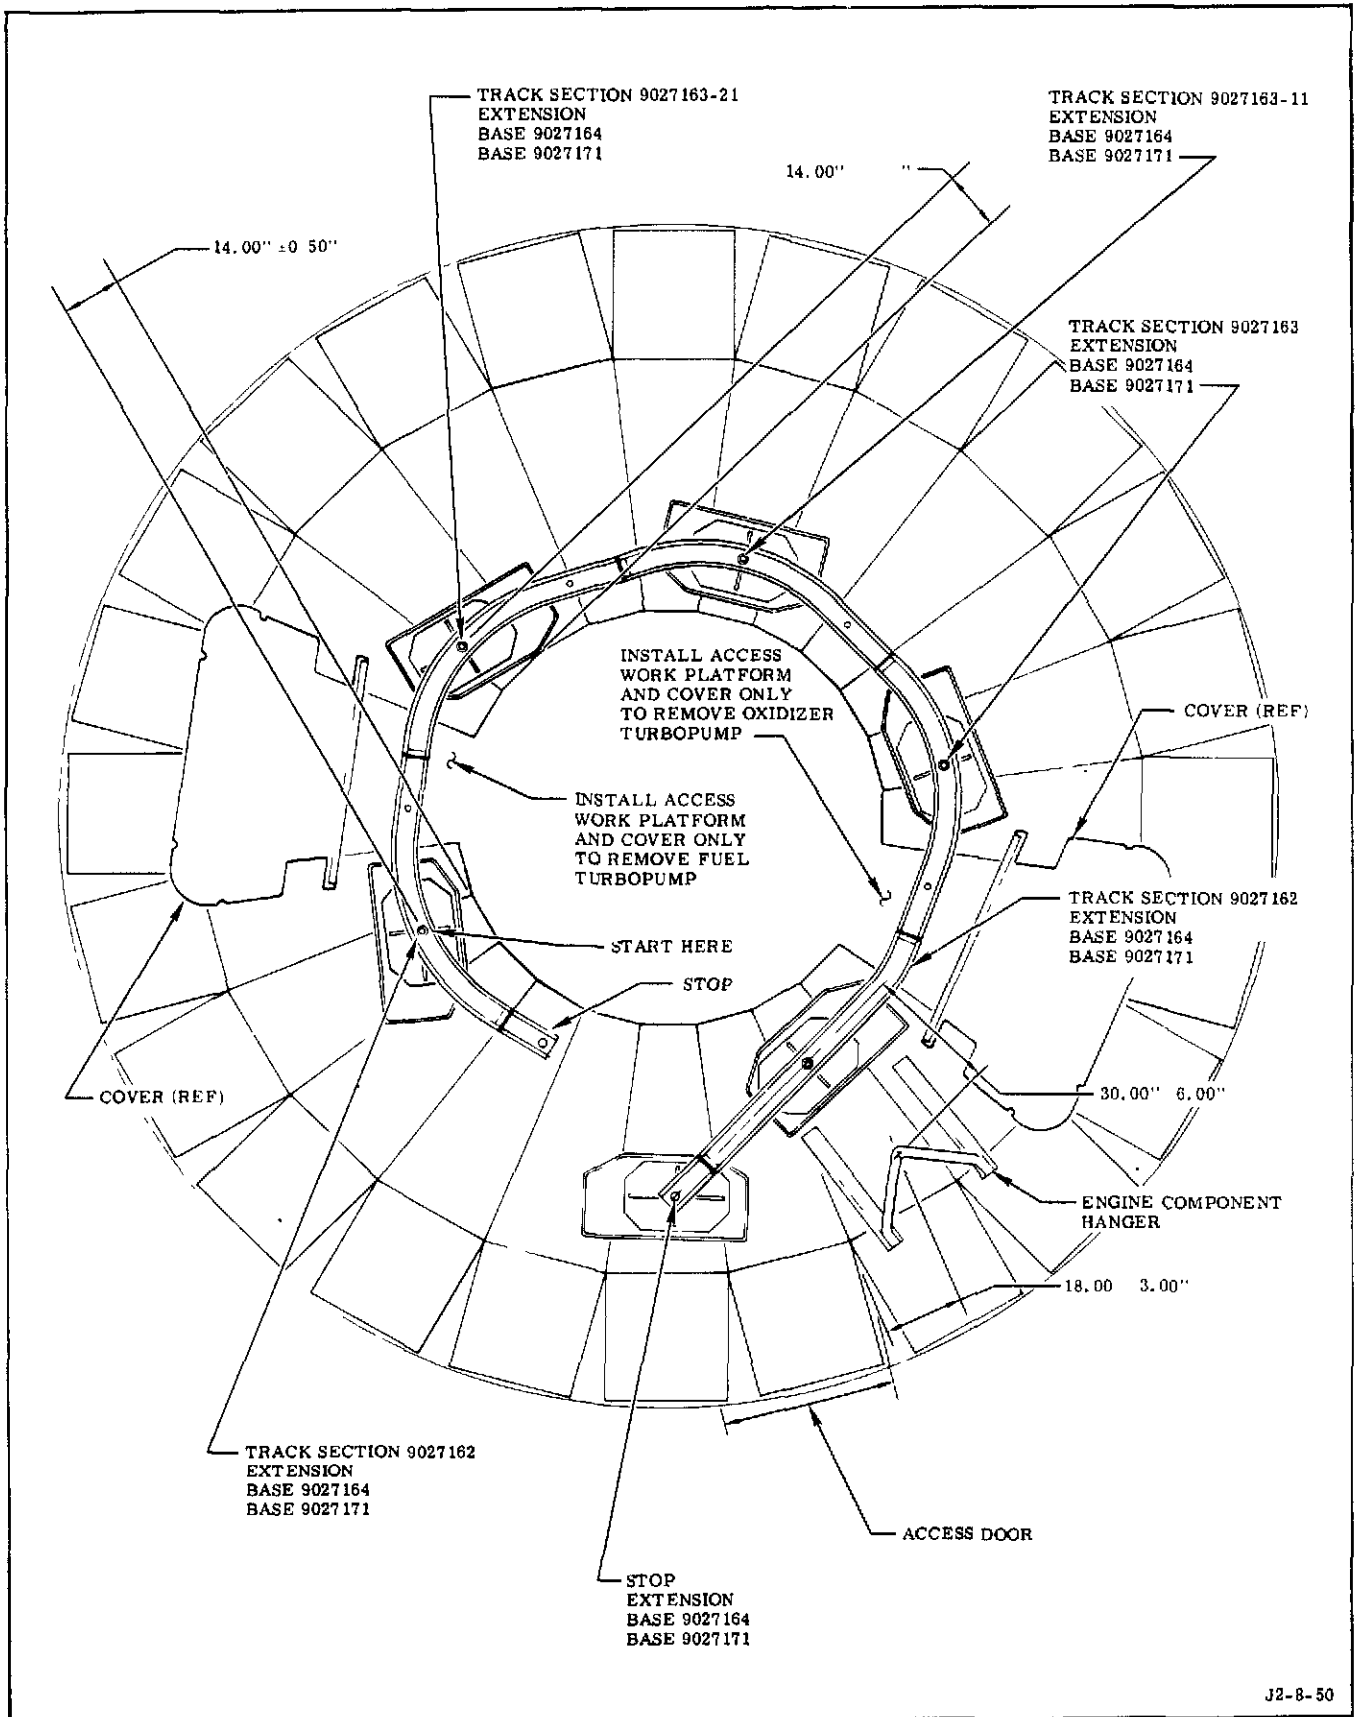 TRACK SECTION 9027163-21
EXTENSION
BASE 9027164
BASE 9027171
TRACK SECTION 9027163-11
EXTENSION
BASE 9027164
BASE 9027171
14.00" "
14.00" ±0 50"
TRACK SECTION 9027163
EXTENSION
BASE 9027164
BASE 9027171
INSTALL ACCESS
WORK PLATFORM
AND COVER ONLY
TO REMOVE OXIDIZER
TURBOPUMP
COVER (REF)
INSTALL ACCESS
WORK PLATFORM
AND COVER ONLY
TO REMOVE FUEL
TURBOPUMP
TRACK SECTION 9027162
EXTENSION
BASE 9027164
BASE 9027171
START HERE
STOP
COVER (REF)
30.00" 6.00"
ENGINE COMPONENT
HANGER
18.00 3.00"
TRACK SECTION 9027162
EXTENSION
BASE 9027164
BASE 9027171
ACCESS DOOR
STOP
EXTENSION
BASE 9027164
BASE 9027171
J2-8-50